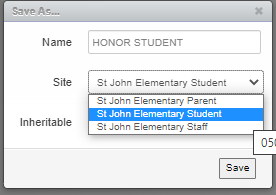 Save As...
Name HONOR STUDENT
Site St John Elementary Student
St John Elementary Parent
St John Elementary Student
St John Elementary Staff
Inheritable
Save